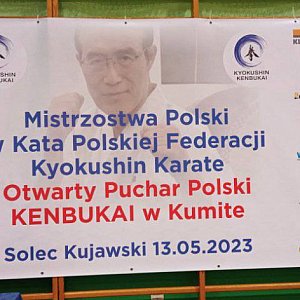 KYOKUSHIN
KENBUKAI
KYOKUSHIN
KENBUKAI
Mistrzostwa Polski
w Kata Polskiej Federacji
Kyokushin Karate
Otwarty Puchar Polski
KENBUKAI w Kumite
Solec Kujawski 13.05.2023